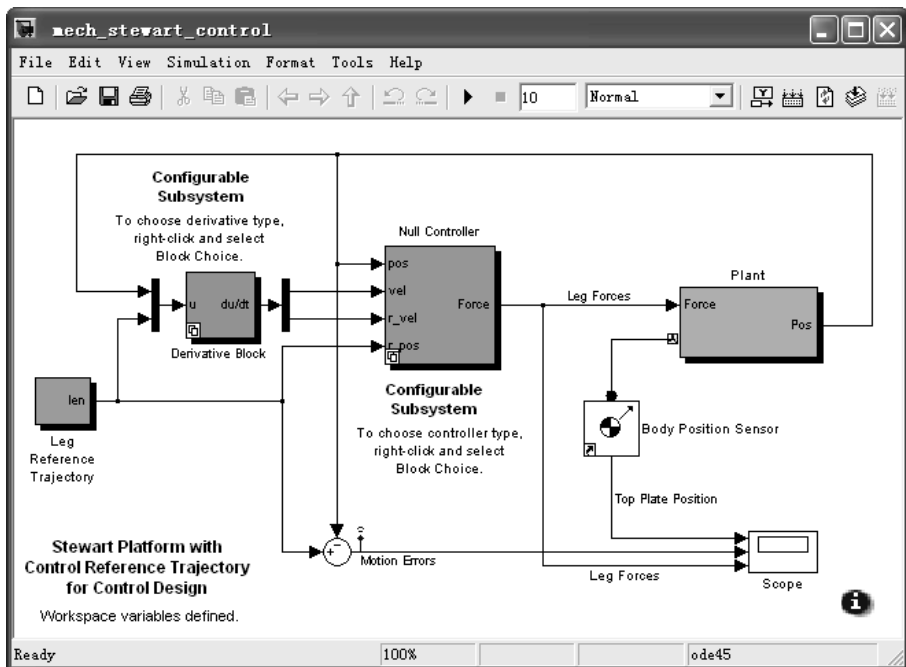 mech_stewart_control
File Edit View Simulation Format Tools Help
10
Normal
Configurable
Subsystem
To choose derivative type,
right-click and select
Block Choice.
u
du/dt
Derivative Block
Null Controller
pos
vel
r_vel
r_pos
Force
Configurable
Subsystem
To choose controller type,
right-click and select
Block Choice.
Leg Forces
Plant
Force
Pos
len
Leg
Reference
Trajectory
Body Position Sensor
Top Plate Position
Motion Errors
Leg Forces
Scope
Stewart Platform with
Control Reference Trajectory
for Control Design
Workspace variables defined.
Ready
100%
ode45